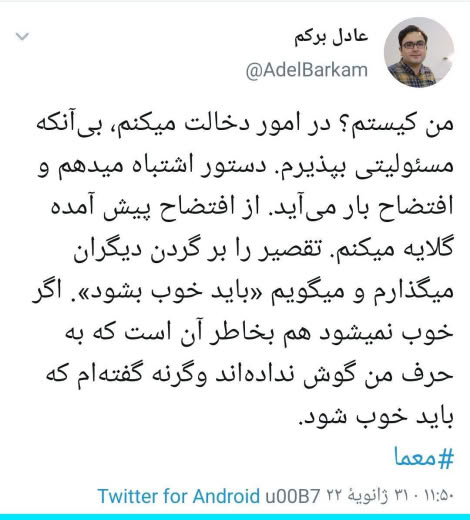 عادل برکم
@AdelBarkam
من کیستم؟ در امور دخالت میکنم، بی‌آنکه
مسئولیتی بپذیرم. دستور اشتباه میدهم و
افتضاح بار می‌آید. از افتضاح پیش آمده
گلایه میکنم. تقصیر را بر گردن دیگران
میگذارم و میگویم «باید خوب بشود». اگر
خوب نمیشود هم بخاطر آن است که به
حرف من گوش نداده‌اند وگرنه گفته‌ام که
باید خوب شود.
#معما
۱۱:۵۰ · ۳۱ ژانویهٔ ۲۲ u00B7 Twitter for Android